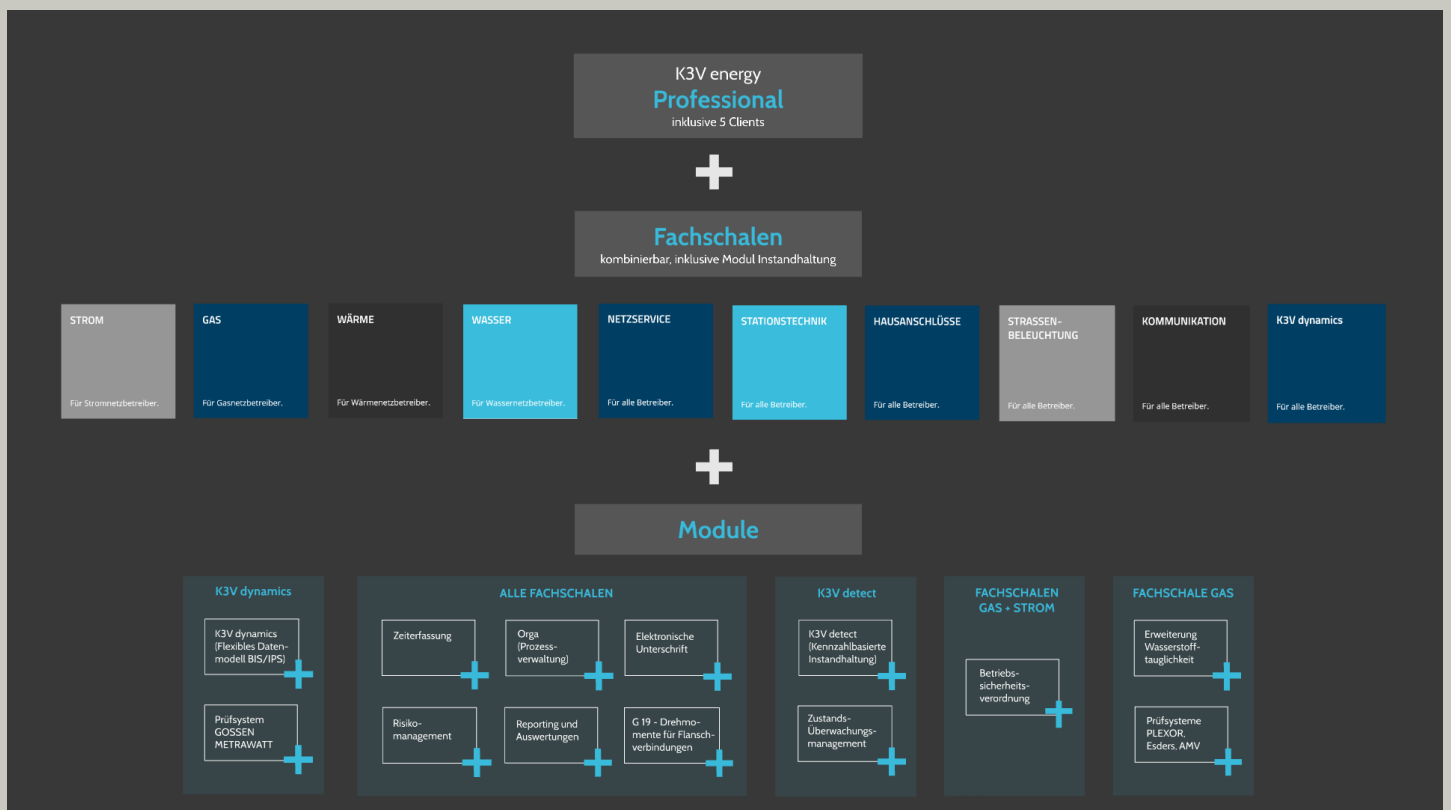 K3V energy
Professional
inklusive 5 Clients
Fachschalen
kombinierbar, inklusive Modul Instandhaltung
STROM
Für Stromnetzbetreiber.
GAS
Für Gasnetzbetreiber.
WÄRME
Für Wärmenetzbetreiber.
WASSER
Für Wassernetzbetreiber.
NETZSERVICE
Für alle Betreiber.
STATIONSTECHNIK
Für alle Betreiber.
HAUSANSCHLÜSSE
Für alle Betreiber.
STRASSEN-
BELEUCHTUNG
Für alle Betreiber.
KOMMUNIKATION
Für alle Betreiber.
K3V dynamics
Für alle Betreiber.
Module
K3V dynamics
K3V dynamics
(Flexibles Daten-
modell BIS/IPS)
Prüfsystem
GOSSEN
METRAWATT
ALLE FACHSCHALEN
Zeiterfassung
Orga
(Prozess-
verwaltung)
Elektronische
Unterschrift
Risiko-
management
Reporting und
Auswertungen
G 19 - Drehmo-
mente für Flansch-
verbindungen
K3V detect
K3V detect
(Kennzahlbasierte
Instandhaltung)
Zustands-
Überwachungs-
management
FACHSCHALEN
GAS + STROM
Betriebs-
sicherheits-
verordnung
FACHSCHALE GAS
Erweiterung
Wasserstoff-
tauglichkeit
Prüfsysteme
PLEXOR,
Esders, AMV